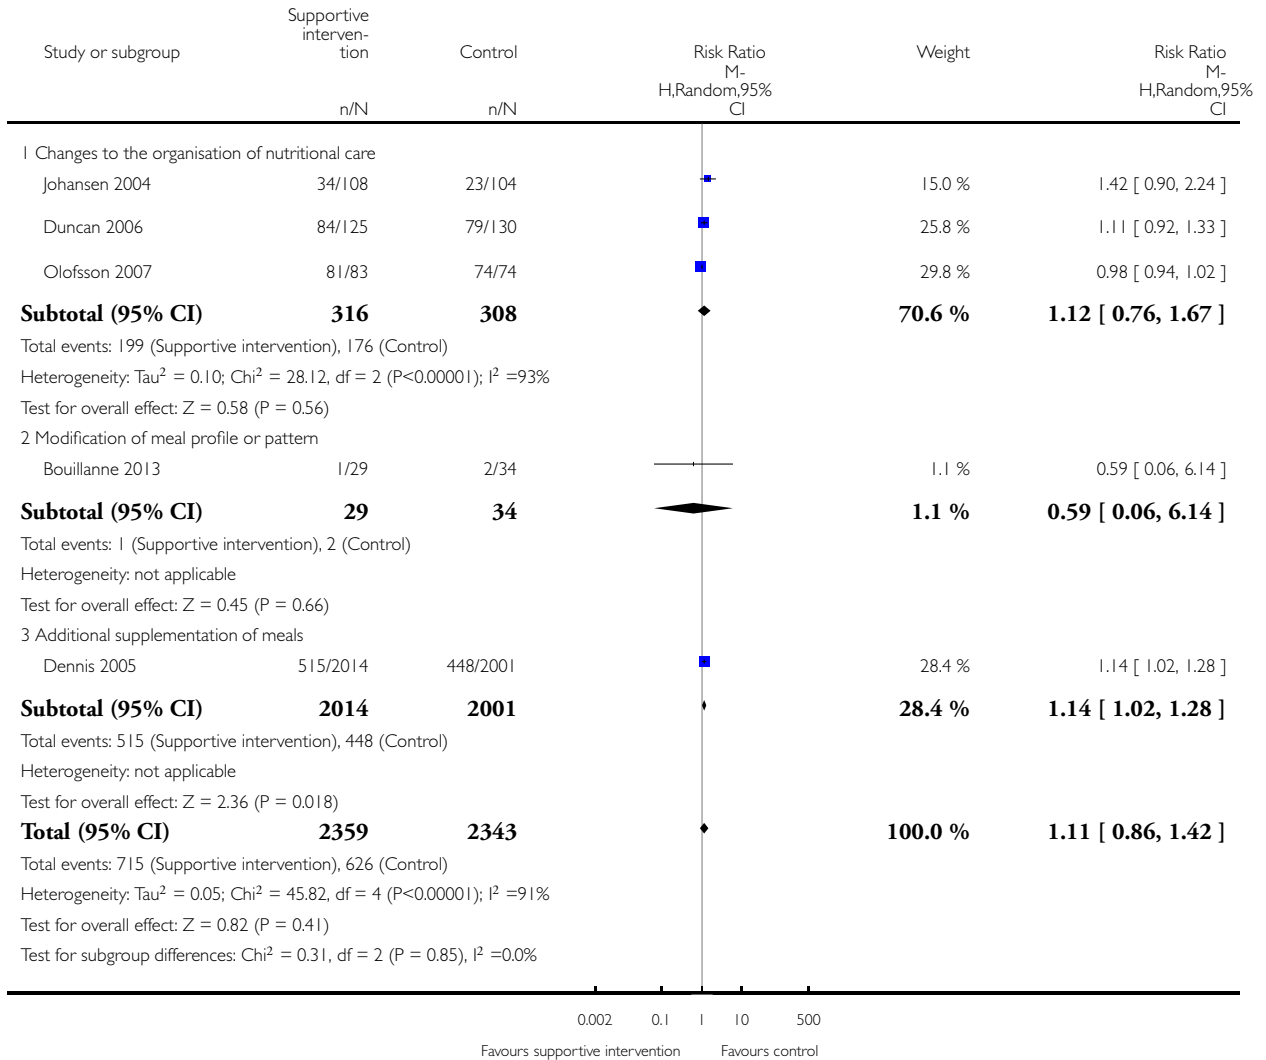 Supportive
interven-
Study or subgroup tion Control Risk Ratio Weight Risk Ratio
M- M-
H,Random,95% H,Random,95%
n/N n/N CI CI
1 Changes to the organisation of nutritional care
Johansen 2004 34/108 23/104 15.0 % 1.42 [ 0.90, 2.24 ]
Duncan 2006 84/125 79/130 25.8 % 1.11 [ 0.92, 1.33 ]
Olofsson 2007 81/83 74/74 29.8 % 0.98 [ 0.94, 1.02 ]
Subtotal (95% CI) 316 308 70.6 % 1.12 [ 0.76, 1.67 ]
Total events: 199 (Supportive intervention), 176 (Control)
Heterogeneity: Tau² = 0.10; Chi² = 28.12, df = 2 (P<0.00001); I² =93%
Test for overall effect: Z = 0.58 (P = 0.56)
2 Modification of meal profile or pattern
Bouillanne 2013 1/29 2/34 1.1 % 0.59 [ 0.06, 6.14 ]
Subtotal (95% CI) 29 34 1.1 % 0.59 [ 0.06, 6.14 ]
Total events: 1 (Supportive intervention), 2 (Control)
Heterogeneity: not applicable
Test for overall effect: Z = 0.45 (P = 0.66)
3 Additional supplementation of meals
Dennis 2005 515/2014 448/2001 28.4 % 1.14 [ 1.02, 1.28 ]
Subtotal (95% CI) 2014 2001 28.4 % 1.14 [ 1.02, 1.28 ]
Total events: 515 (Supportive intervention), 448 (Control)
Heterogeneity: not applicable
Test for overall effect: Z = 2.36 (P = 0.018)
Total (95% CI) 2359 2343 100.0 % 1.11 [ 0.86, 1.42 ]
Total events: 715 (Supportive intervention), 626 (Control)
Heterogeneity: Tau² = 0.05; Chi² = 45.82, df = 4 (P<0.00001); I² =91%
Test for overall effect: Z = 0.82 (P = 0.41)
Test for subgroup differences: Chi² = 0.31, df = 2 (P = 0.85), I² =0.0%
0.002 0.1 1 10 500
Favours supportive intervention Favours control